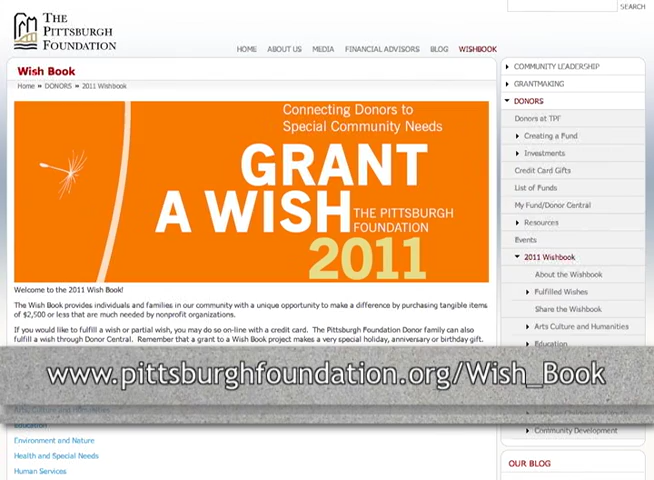 THE
PITTSBURGH
FOUNDATION
SEARCH
HOME ABOUT US MEDIA FINANCIAL ADVISORS BLOG WISHBOOK
Wish Book
Home » DONORS » 2011 Wishbook
Connecting Donors to
Special Community Needs
GRANT
A WISH
THE PITTSBURGH
FOUNDATION
2011
Welcome to the 2011 Wish Book!
The Wish Book provides individuals and families in our community with a unique opportunity to make a difference by purchasing tangible items
of $2,500 or less that are much needed by nonprofit organizations.
If you would like to fulfill a wish or partial wish, you may do so on-line with a credit card. The Pittsburgh Foundation Donor family can also
fulfill a wish through Donor Central. Remember that a grant to a Wish Book project makes a very special holiday, anniversary or birthday gift.
www.pittsburghfoundation.org/Wish_Book
Arts, Culture and Humanities
Education
Environment and Nature
Health and Special Needs
Human Services
COMMUNITY LEADERSHIP
GRANTMAKING
DONORS
Donors at TPF
Creating a Fund
Investments
Credit Card Gifts
List of Funds
My Fund/Donor Central
Resources
Events
2011 Wishbook
About the Wishbook
Fulfilled Wishes
Share the Wishbook
Arts Culture and Humanities
Education
Community Development
OUR BLOG